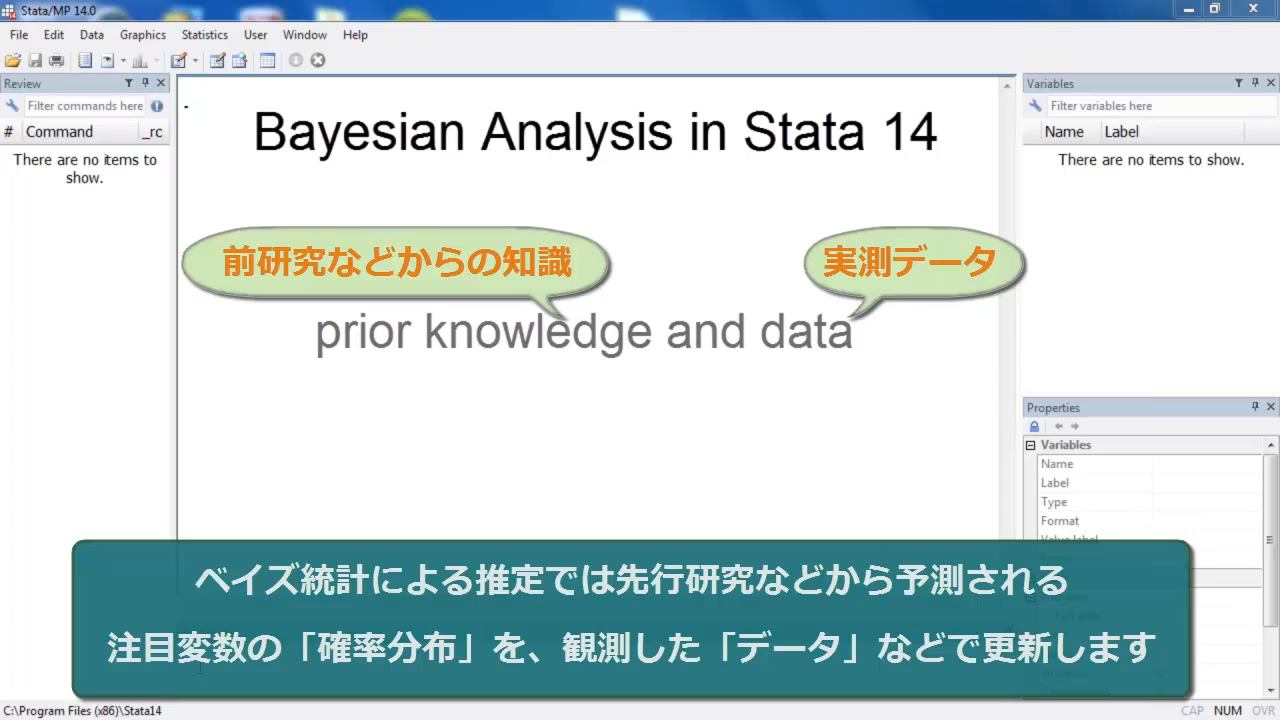 Stata/MP 14.0
File Edit Data Graphics Statistics User Window Help
Review
Filter commands here
# Command _rc
There are no items to
show.
Bayesian Analysis in Stata 14
前研究などからの知識
実測データ
prior knowledge and data
Variables
Filter variables here
Name Label
There are no items to show.
Properties
Variables
Name
Label
Type
Format
Value label
ベイズ統計による推定では先行研究などから予測される
注目変数の「確率分布」を、観測した「データ」などで更新します
C:\Program Files (x86)\Stata14
CAP NUM OVR